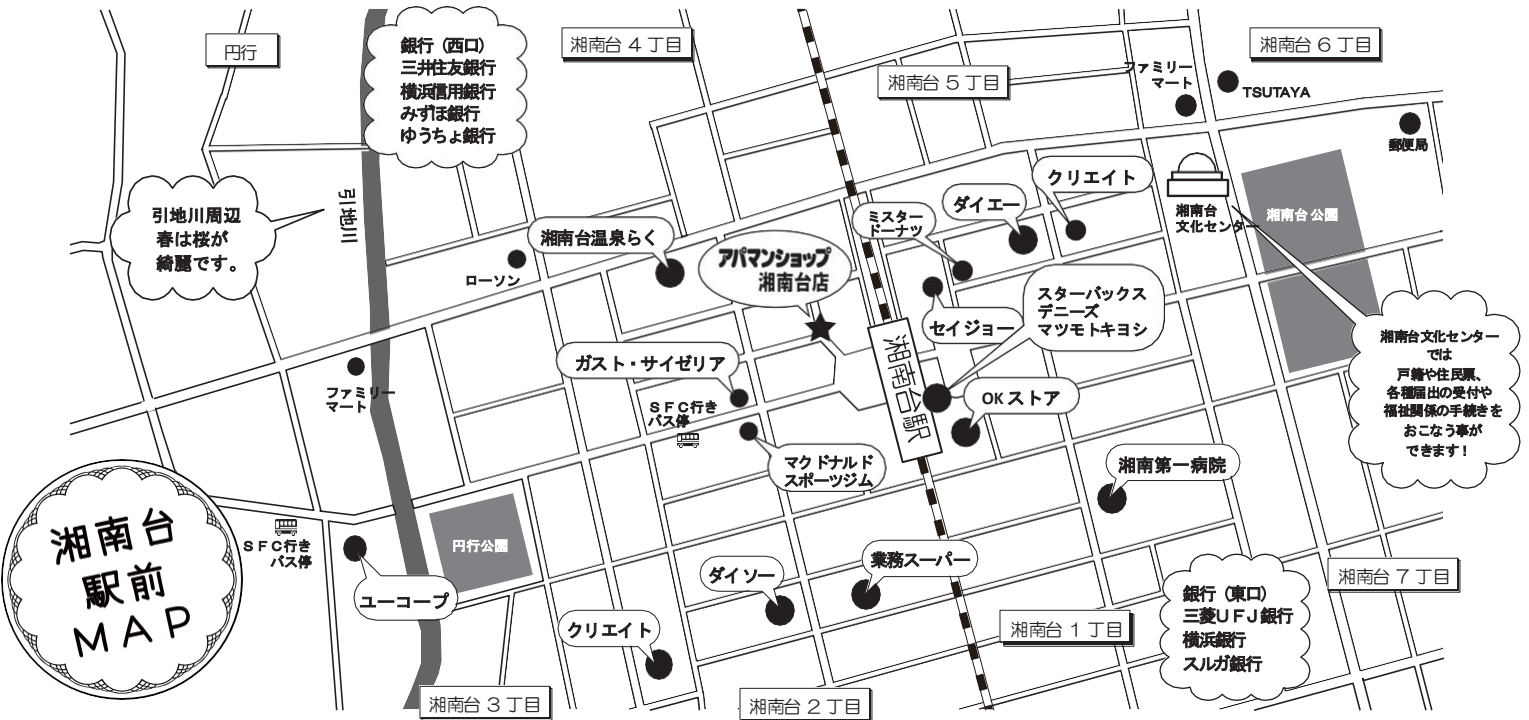 円行
銀行（西口）
三井住友銀行
横浜信用銀行
みずほ銀行
ゆうちょ銀行
湘南台４丁目
湘南台５丁目
湘南台６丁目
ファミリー
マート
TSUTAYA
郵便局
引地川周辺
春は桜が
綺麗です。
引地川
ローソン
湘南台温泉らく
アパマンショップ
湘南台店
ミスター
ドーナツ
ダイエー
クリエイト
湘南台
文化センター
湘南台公園
セイジョー
スターバックス
デニーズ
マツモトキヨシ
湘南台駅
OKストア
ガスト・サイゼリア
ＳＦＣ行き
バス停
マクドナルド
スポーツジム
ファミリー
マート
湘南台文化センター
では
戸籍や住民票、
各種届出の受付や
福祉関係の手続きを
おこなう事が
できます！
湘南第一病院
湘南台
駅前
ＭＡＰ
ＳＦＣ行き
バス停
円行公園
ユーコープ
ダイソー
業務スーパー
クリエイト
銀行（東口）
三菱ＵＦＪ銀行
横浜銀行
スルガ銀行
湘南台７丁目
湘南台１丁目
湘南台３丁目
湘南台２丁目